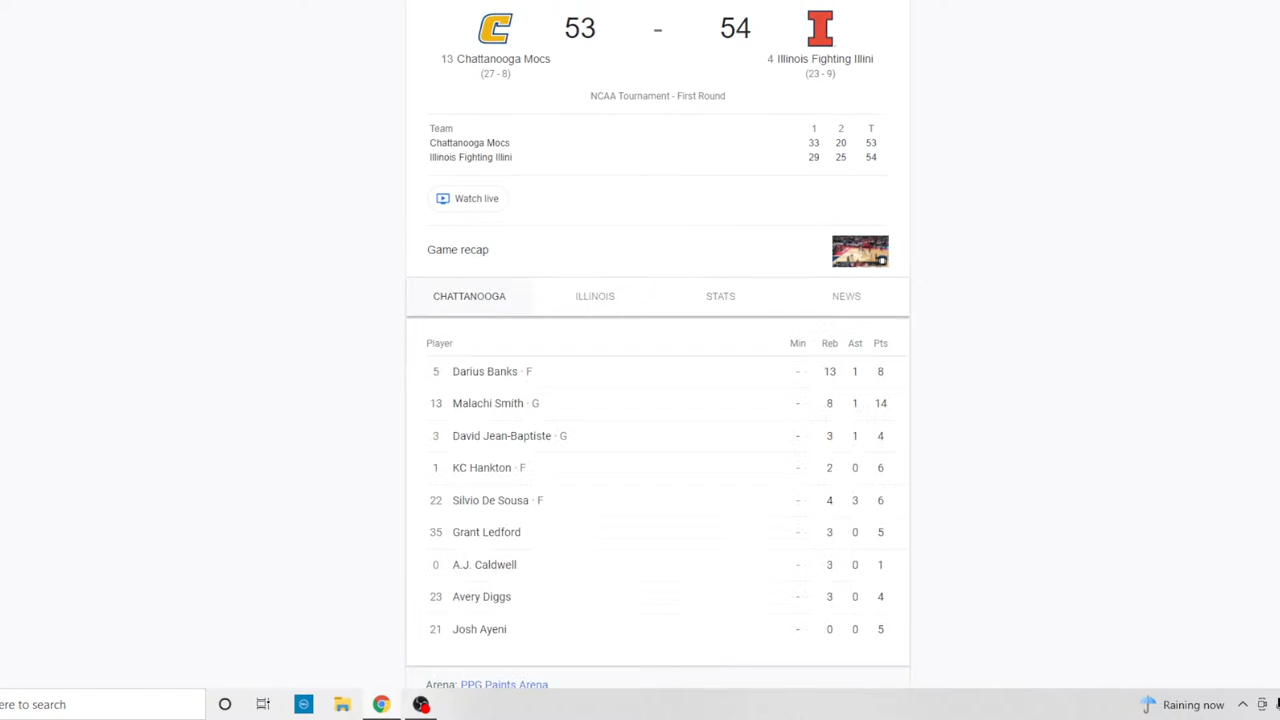 53 - 54
13 Chattanooga Mocs 4 Illinois Fighting Illini
(27 - 8) (23 - 9)
NCAA Tournament - First Round
Team 1 2 T
Chattanooga Mocs 33 20 53
Illinois Fighting Illini 29 25 54
Watch live
Game recap
CHATTANOOGA ILLINOIS STATS NEWS
Player Min Reb Ast Pts
5 Darius Banks · F - 13 1 8
13 Malachi Smith · G - 8 1 14
3 David Jean-Baptiste · G - 3 1 4
1 KC Hankton · F - 2 0 6
22 Silvio De Sousa · F - 4 3 6
35 Grant Ledford - 3 0 5
0 A.J. Caldwell - 3 0 1
23 Avery Diggs - 3 0 4
21 Josh Ayeni - 0 0 5
Arena: PPG Paints Arena
ere to search Raining now